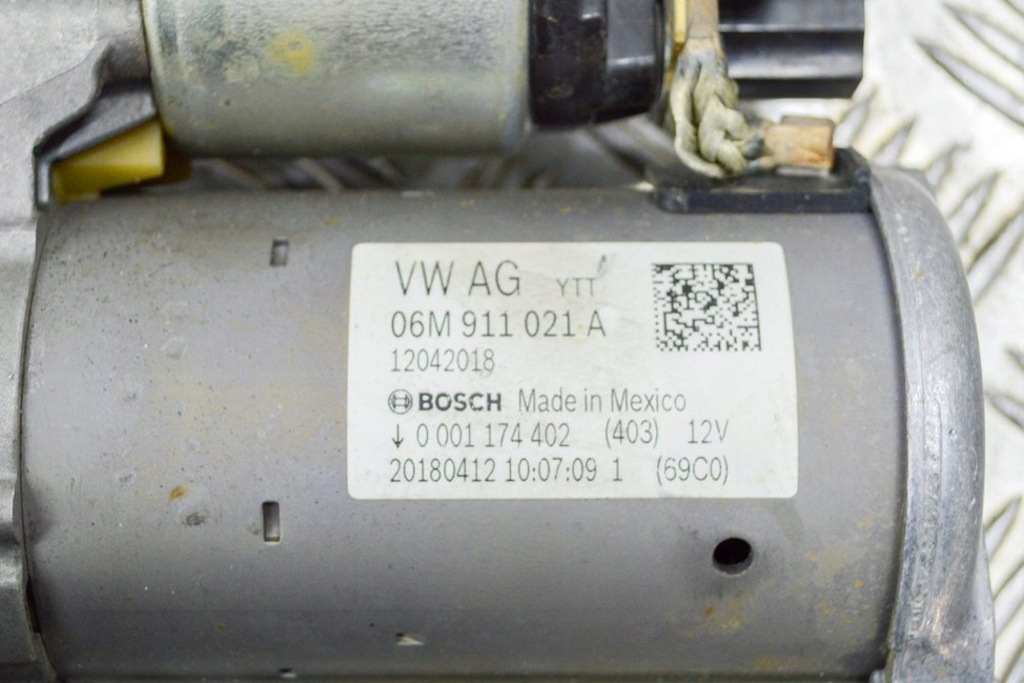 VW AG YTT
06M 911 021 A
12042018
BOSCH Made in Mexico
↓ 0 001 174 402 (403) 12V
20180412 10:07:09 1 (69C0)